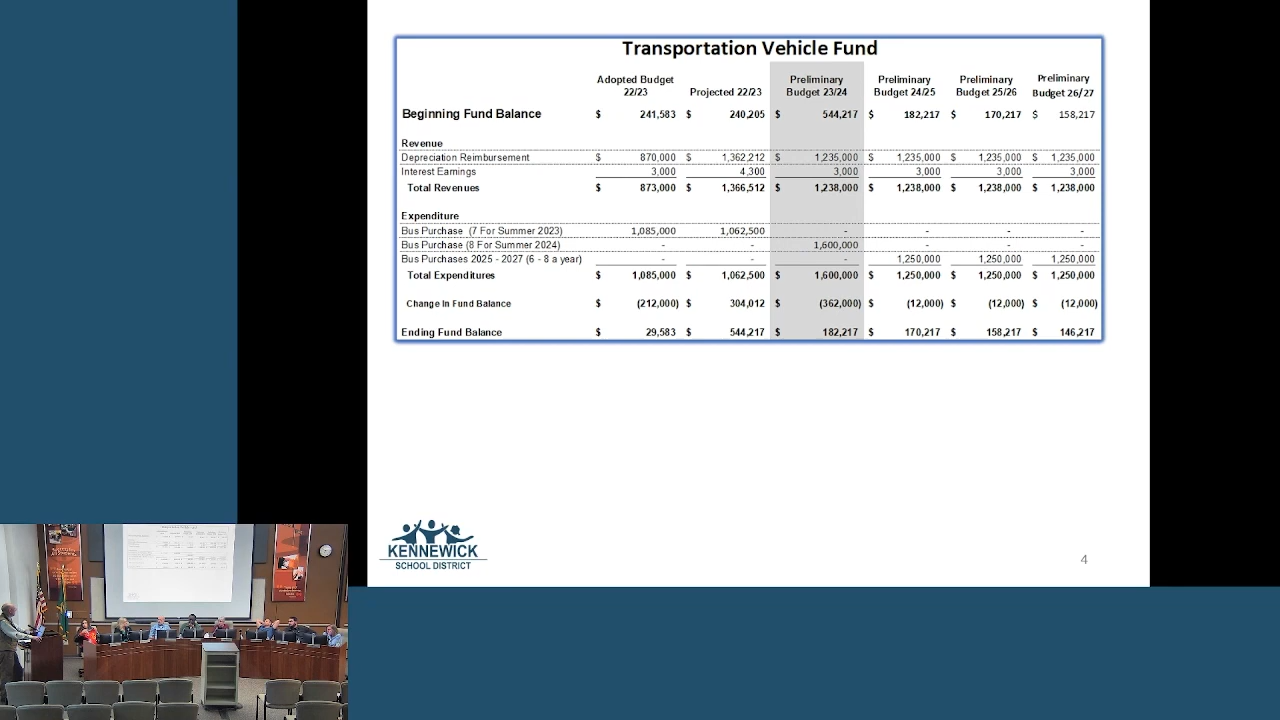 Transportation Vehicle Fund
Adopted Budget 22/23 Projected 22/23 Preliminary Budget 23/24 Preliminary Budget 24/25 Preliminary Budget 25/26 Preliminary Budget 26/27
Beginning Fund Balance $ 241,583 $ 240,205 $ 544,217 $ 182,217 $ 170,217 $ 158,217
Revenue
Depreciation Reimbursement $ 870,000 $ 1,362,212 $ 1,235,000 $ 1,235,000 $ 1,235,000 $ 1,235,000
Interest Earnings 3,000 4,300 3,000 3,000 3,000 3,000
Total Revenues $ 873,000 $ 1,366,512 $ 1,238,000 $ 1,238,000 $ 1,238,000 $ 1,238,000
Expenditure
Bus Purchase (7 For Summer 2023) 1,085,000 1,062,500 - - - -
Bus Purchase (8 For Summer 2024) - - 1,600,000 - - -
Bus Purchases 2025 - 2027 (6 - 8 a year) - - - 1,250,000 1,250,000 1,250,000
Total Expenditures $ 1,085,000 $ 1,062,500 $ 1,600,000 $ 1,250,000 $ 1,250,000 $ 1,250,000
Change In Fund Balance $ (212,000) $ 304,012 $ (362,000) $ (12,000) $ (12,000) $ (12,000)
Ending Fund Balance $ 29,583 $ 544,217 $ 182,217 $ 170,217 $ 158,217 $ 146,217
KENNEWICK
SCHOOL DISTRICT
4